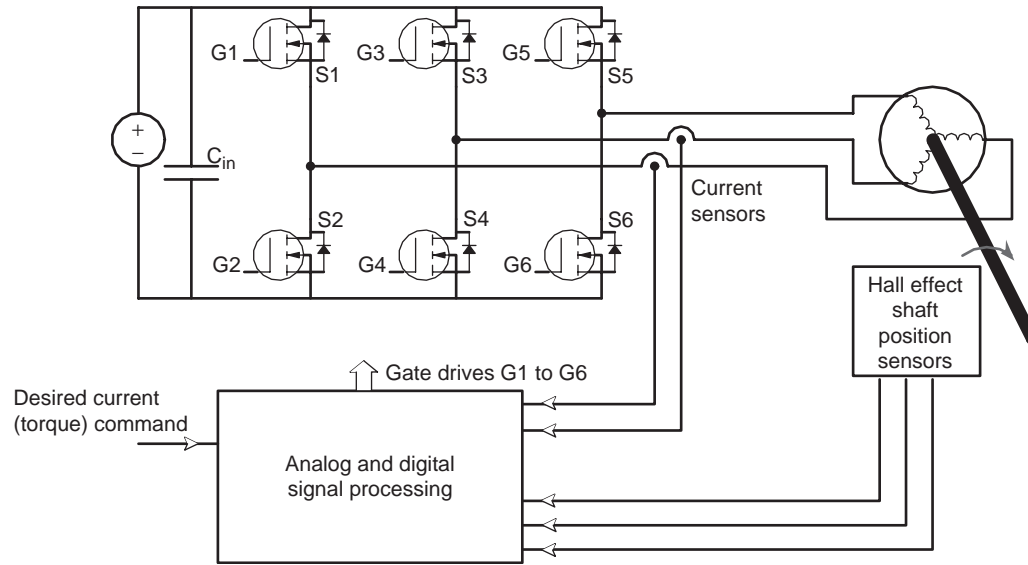 G1
S1
G3
S3
G5
S5
+
−
Cin
Current
sensors
S2
S4
S6
G2
G4
G6
Hall effect
shaft
position
sensors
Gate drives G1 to G6
Desired current
(torque) command
Analog and digital
signal processing